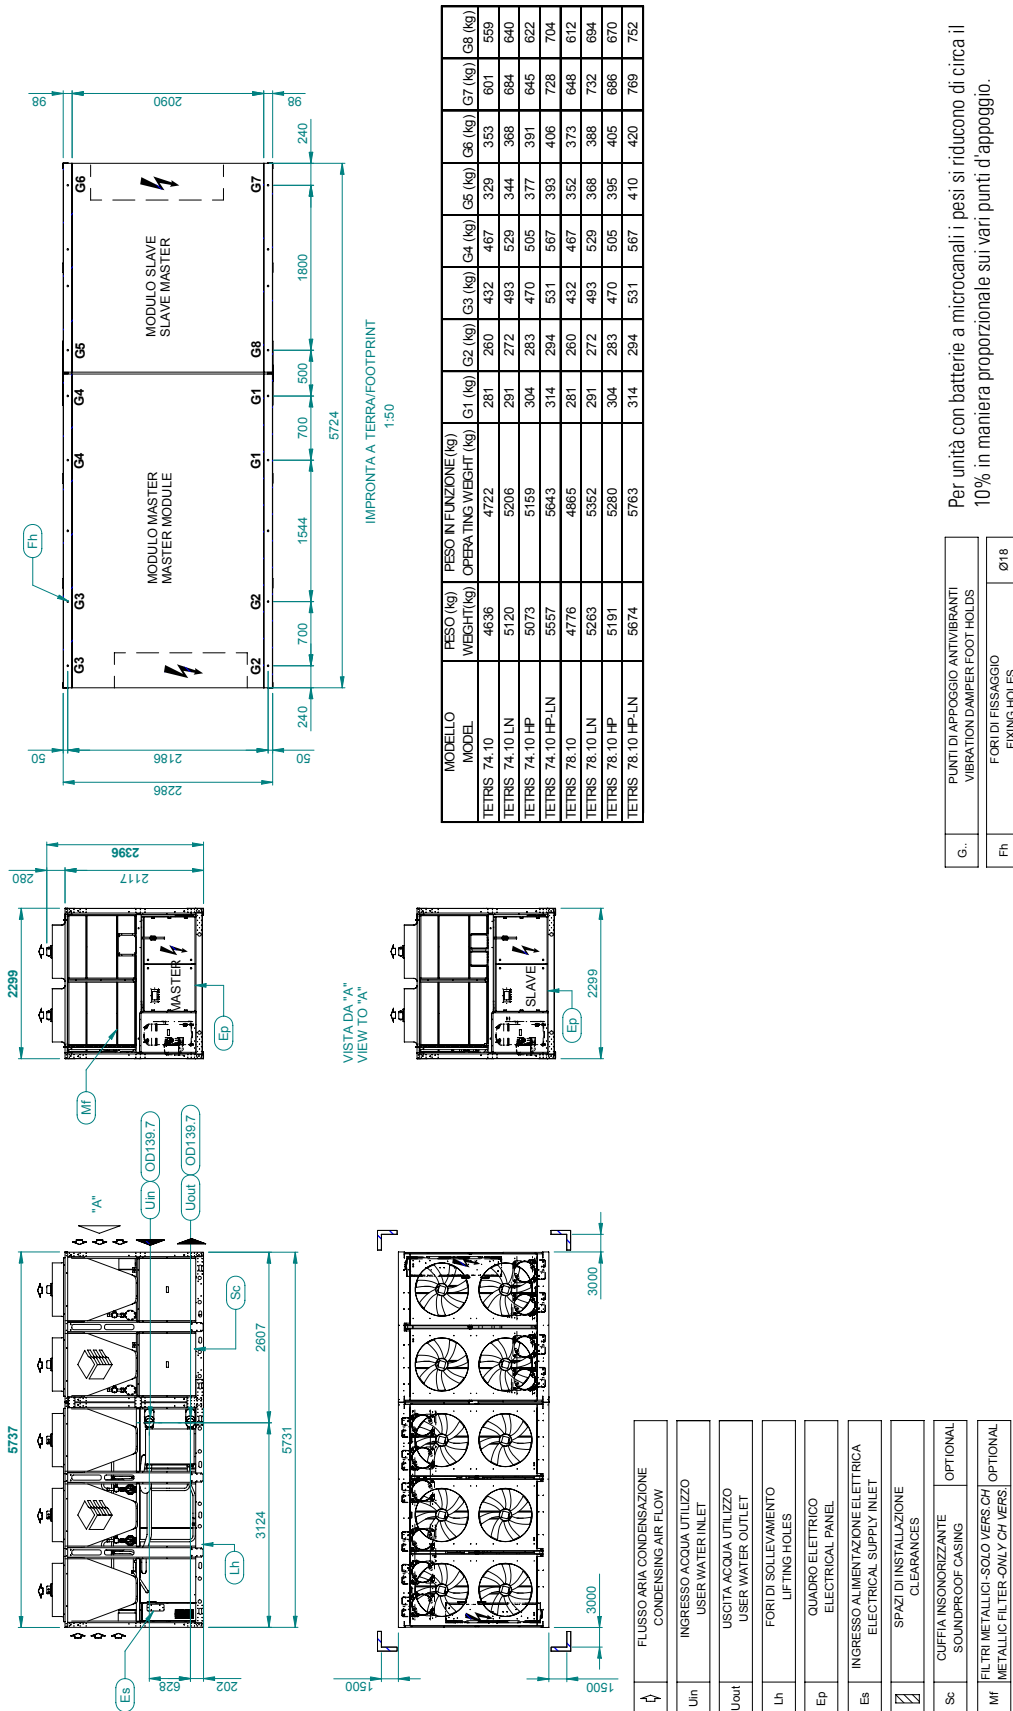 5737
"A"
Uin
OD139.7
Uout
OD139.7
Sc
Lh
Es
628
202
3124
2607
5731
Mf
2299
280
2117
2396
MASTER
Ep
VISTA DA "A"
VIEW TO "A"
SLAVE
Ep
2299
1500
3000
3000
1500
Fh
98
2090
98
50
2186
50
2286
G3
G3
G4
G4
G5
G6
MODULO MASTER
MASTER MODULE
MODULO SLAVE
SLAVE MASTER
G2
G2
G1
G1
G8
G7
240
700
1544
700
500
1800
240
5724
IMPRONTA A TERRA/FOOTPRINT
1:50
MODELLO
MODEL
PESO (kg)
WEIGHT(kg)
PESO IN FUNZIONE(kg)
OPERATING WEIGHT (kg)
G1 (kg) G2 (kg) G3 (kg) G4 (kg) G5 (kg) G6 (kg) G7 (kg) G8 (kg)
TETRIS 74.10 4636 4722 281 260 432 467 329 353 601 559
TETRIS 74.10 LN 5120 5206 291 272 493 529 344 368 684 640
TETRIS 74.10 HP 5073 5159 304 283 470 505 377 391 645 622
TETRIS 74.10 HP-LN 5557 5643 314 294 531 567 393 406 728 704
TETRIS 78.10 4776 4865 281 260 432 467 352 373 648 612
TETRIS 78.10 LN 5263 5352 291 272 493 529 368 388 732 694
TETRIS 78.10 HP 5191 5280 304 283 470 505 395 405 686 670
TETRIS 78.10 HP-LN 5674 5763 314 294 531 567 410 420 769 752
FLUSSO ARIA CONDENSAZIONE
CONDENSING AIR FLOW
Uin
INGRESSO ACQUA UTILIZZO
USER WATER INLET
Uout
USCITA ACQUA UTILIZZO
USER WATER OUTLET
Lh
FORI DI SOLLEVAMENTO
LIFTING HOLES
Ep
QUADRO ELETTRICO
ELECTRICAL PANEL
Es
INGRESSO ALIMENTAZIONE ELETTRICA
ELECTRICAL SUPPLY INLET
SPAZI DI INSTALLAZIONE
CLEARANCES
Sc
CUFFIA INSONORIZZANTE
SOUNDPROOF CASING
OPTIONAL
Mf
FILTRI METALLICI-SOLO VERS.CH
METALLIC FILTER-ONLY CH VERS.
OPTIONAL
G..
PUNTI DI APPOGGIO ANTIVIBRANTI
VIBRATION DAMPER FOOT HOLDS
Fh
FORI DI FISSAGGIO
FIXING HOLES
Ø18
Per unità con batterie a microcanali i pesi si riducono di circa il
10% in maniera proporzionale sui vari punti d'appoggio.